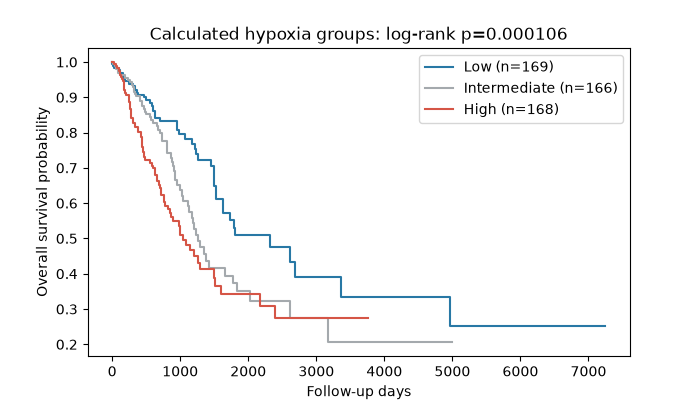 Calculated hypoxia groups: log-rank p=0.000106
Overall survival probability
1.0
0.9
0.8
0.7
0.6
0.5
0.4
0.3
0.2
Low (n=169)
Intermediate (n=166)
High (n=168)
0 1000 2000 3000 4000 5000 6000 7000
Follow-up days